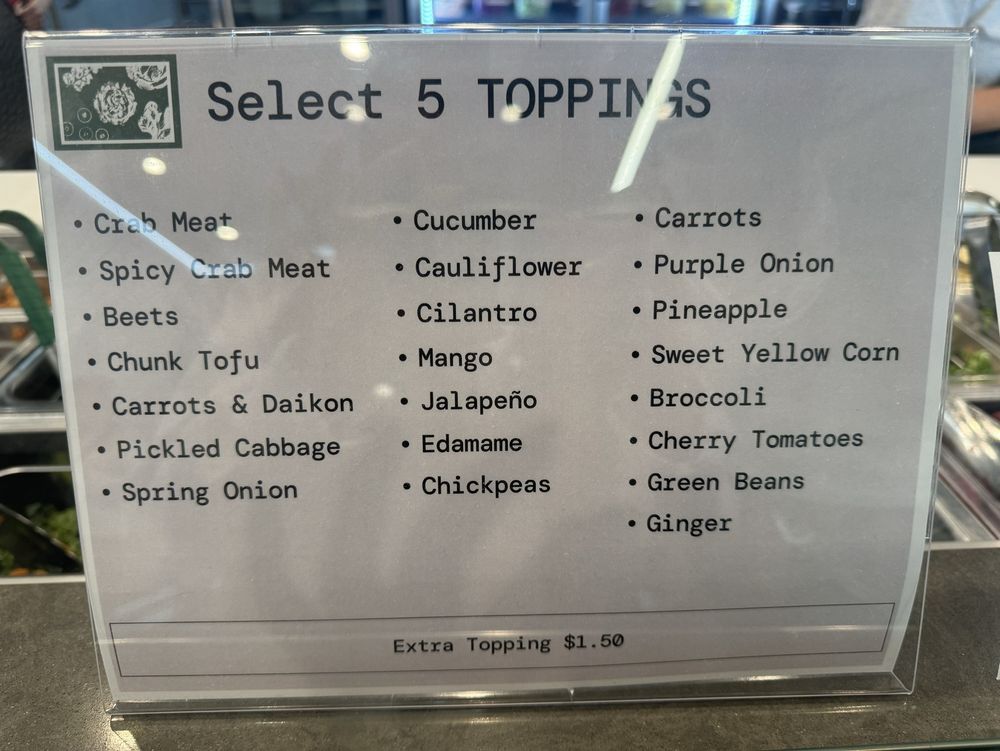 Select 5 TOPPINGS
• Crab Meat
• Spicy Crab Meat
• Beets
• Chunk Tofu
• Carrots & Daikon
• Pickled Cabbage
• Spring Onion
• Cucumber
• Cauliflower
• Cilantro
• Mango
• Jalapeño
• Edamame
• Chickpeas
• Carrots
• Purple Onion
• Pineapple
• Sweet Yellow Corn
• Broccoli
• Cherry Tomatoes
• Green Beans
• Ginger
Extra Topping $1.50